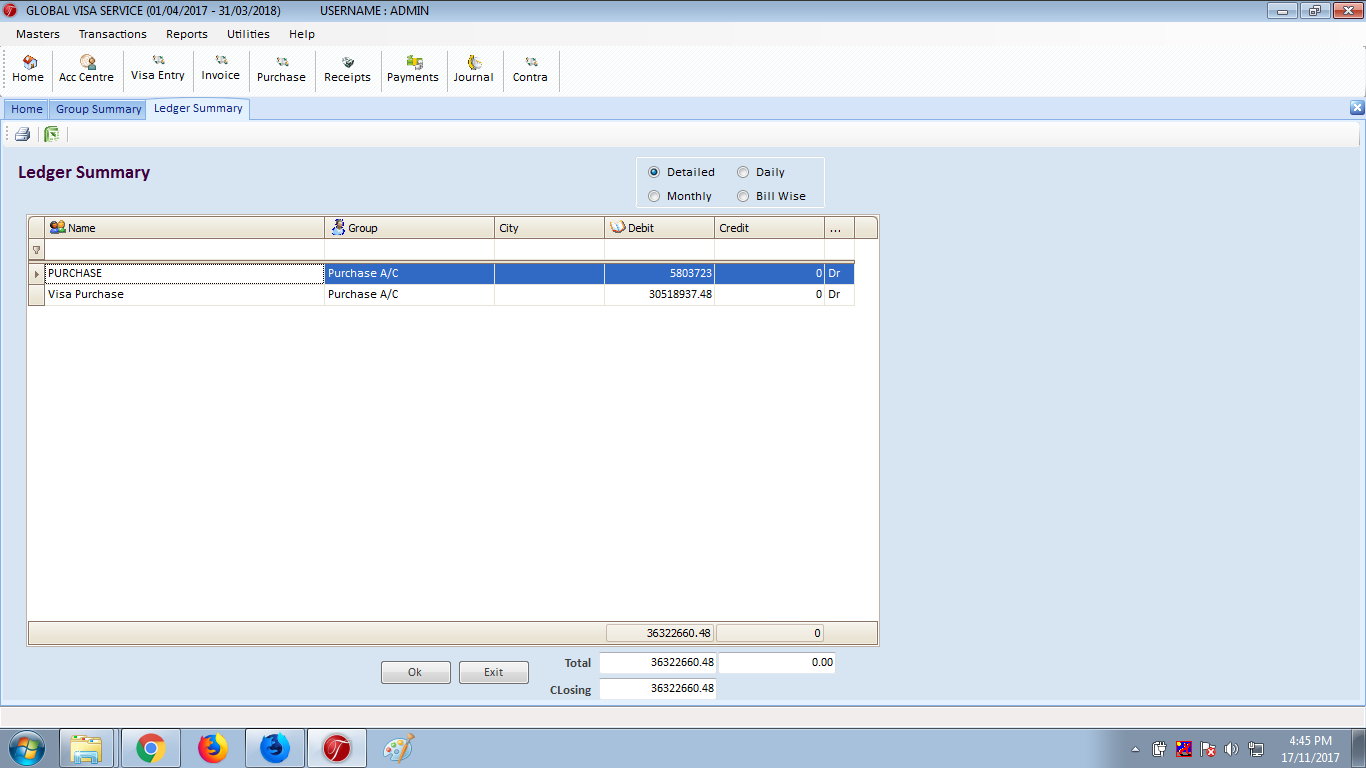 GLOBAL VISA SERVICE (01/04/2017 - 31/03/2018) USERNAME : ADMIN
Masters Transactions Reports Utilities Help
Home Acc Centre Visa Entry Invoice Purchase Receipts Payments Journal Contra
Home Group Summary Ledger Summary
Ledger Summary
Detailed Daily
Monthly Bill Wise
Name Group City Debit Credit ...
PURCHASE Purchase A/C 5803723 0 Dr
Visa Purchase Purchase A/C 30518937.48 0 Dr
36322660.48 0
Total 36322660.48 0.00
Ok Exit
CLosing 36322660.48
4:45 PM
17/11/2017